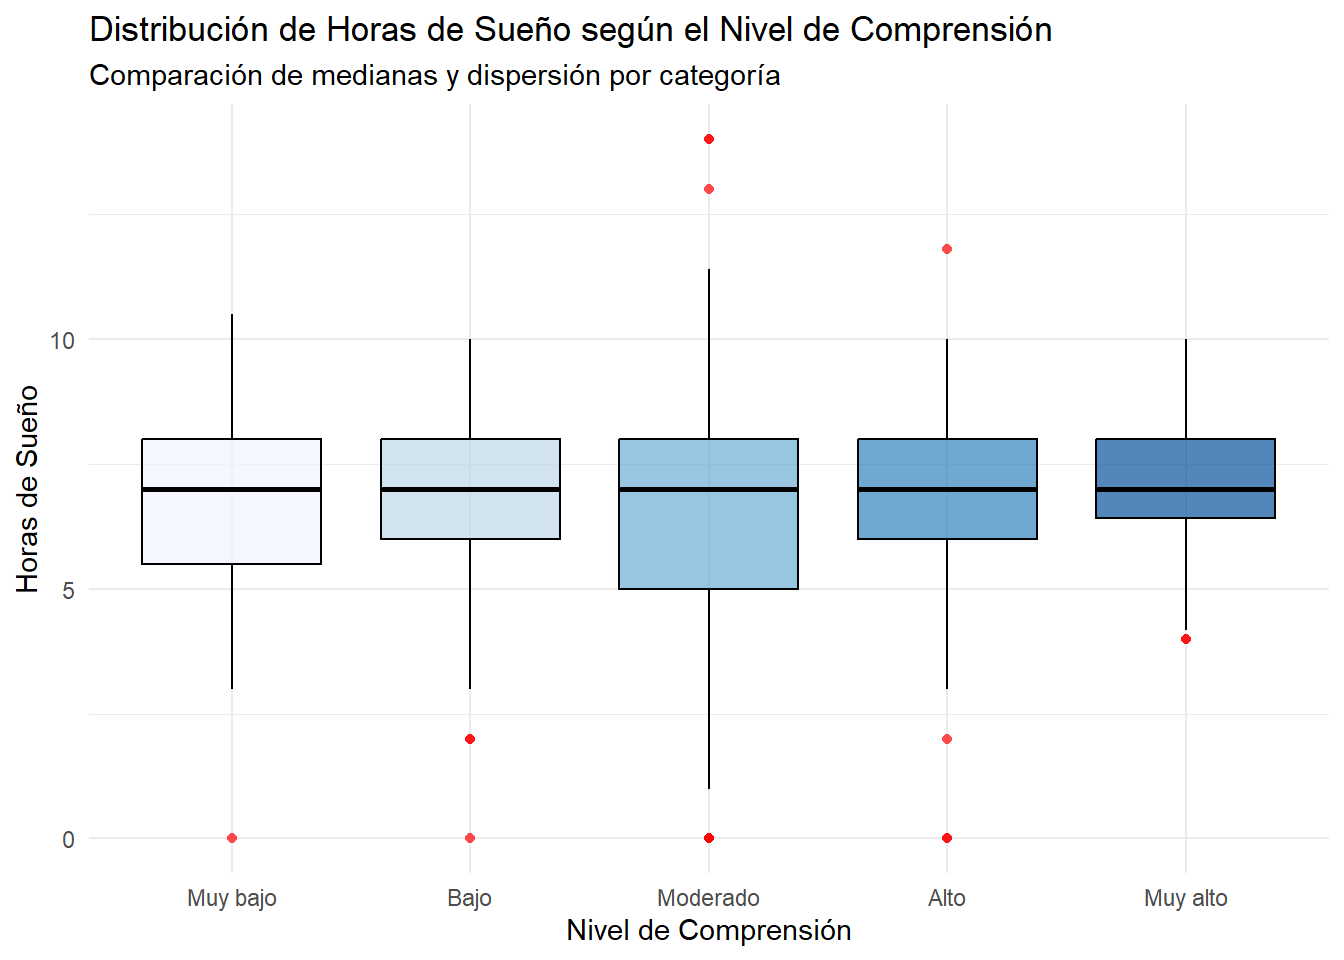 Distribución de Horas de Sueño según el Nivel de Comprensión
Comparación de medianas y dispersión por categoría
Horas de Sueño
10
5
0
Muy bajo
Bajo
Moderado
Alto
Muy alto
Nivel de Comprensión